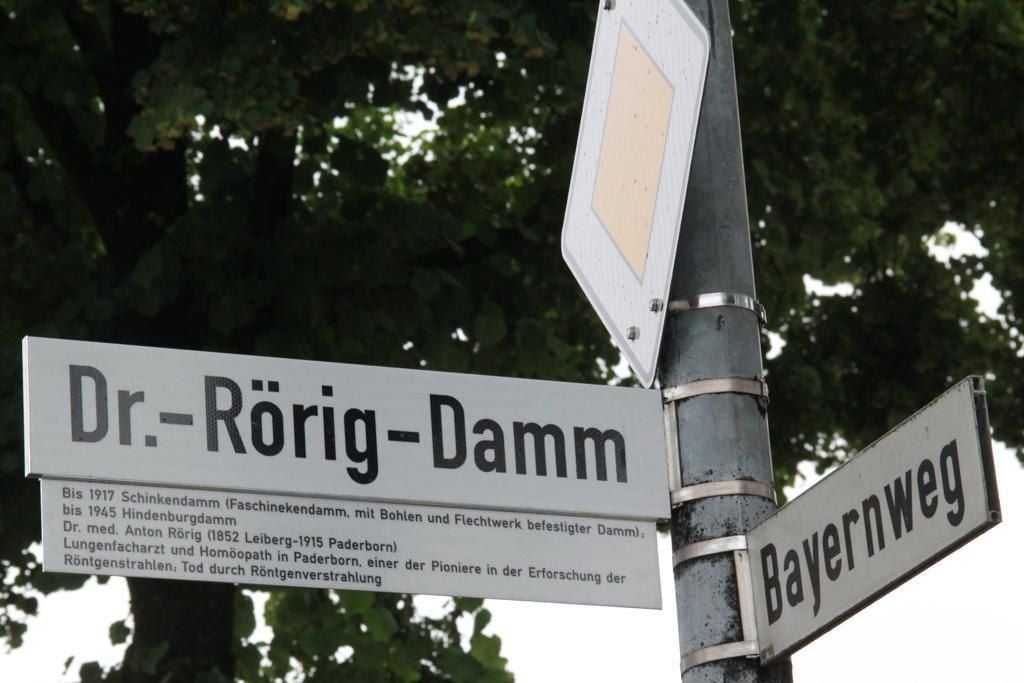 Dr.-Rörig-Damm
Bis 1917 Schinkendamm (Faschinekendamm, mit Bohlen und Flechtwerk befestigter Damm);
bis 1945 Hindenburgdamm
Dr. med. Anton Rörig (1852 Leiberg-1915 Paderborn)
Lungenfacharzt und Homöopath in Paderborn, einer der Pioniere in der Erforschung der
Röntgenstrahlen; Tod durch Röntgenverstrahlung
Bayernweg